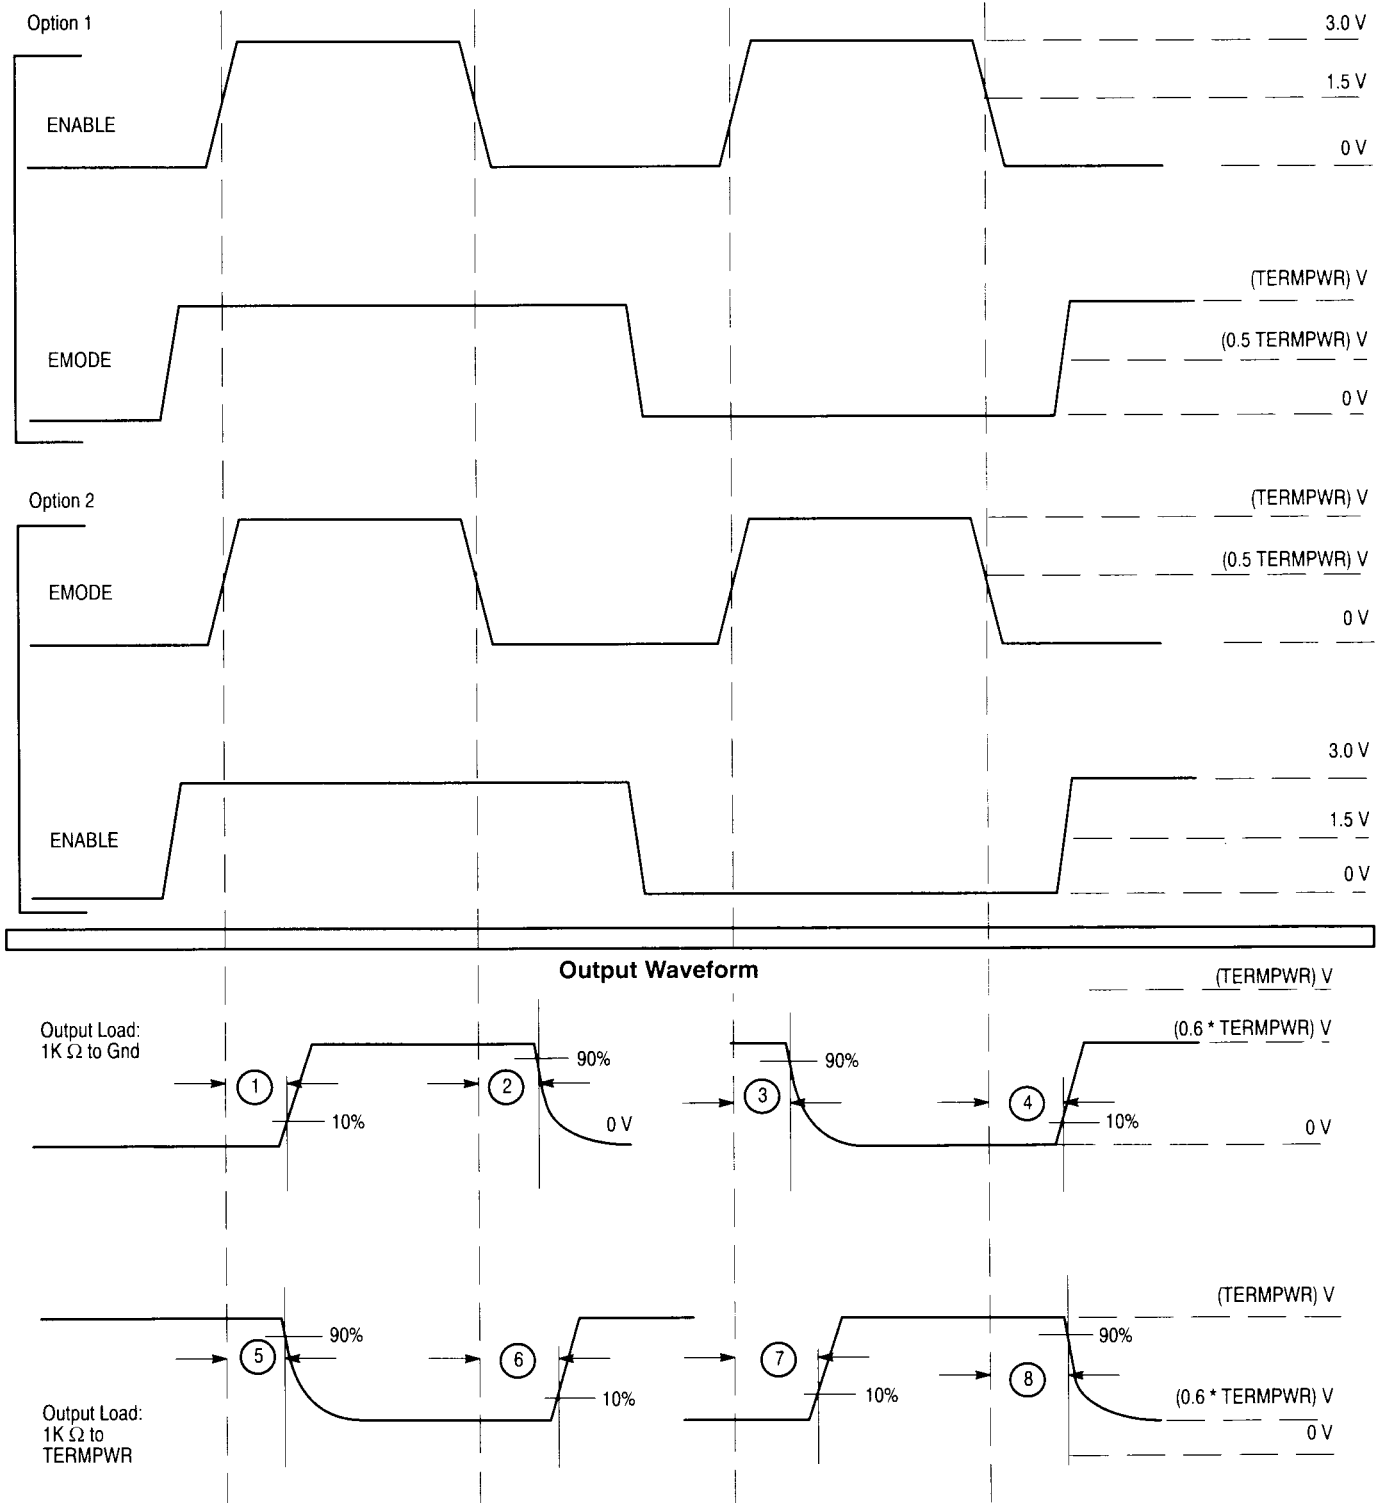 Option 1
3.0 V
1.5 V
ENABLE
0 V
(TERMPWR) V
(0.5 TERMPWR) V
EMODE
0 V
Option 2
(TERMPWR) V
(0.5 TERMPWR) V
EMODE
0 V
3.0 V
1.5 V
ENABLE
0 V
Output Waveform
(TERMPWR) V
Output Load:
1K Ω to Gnd
(0.6 * TERMPWR) V
90%
90%
1
2
3
4
10%
0 V
10%
0 V
(TERMPWR) V
90%
90%
5
6
7
8
10%
10%
(0.6 * TERMPWR) V
Output Load:
1K Ω to
TERMPWR
0 V